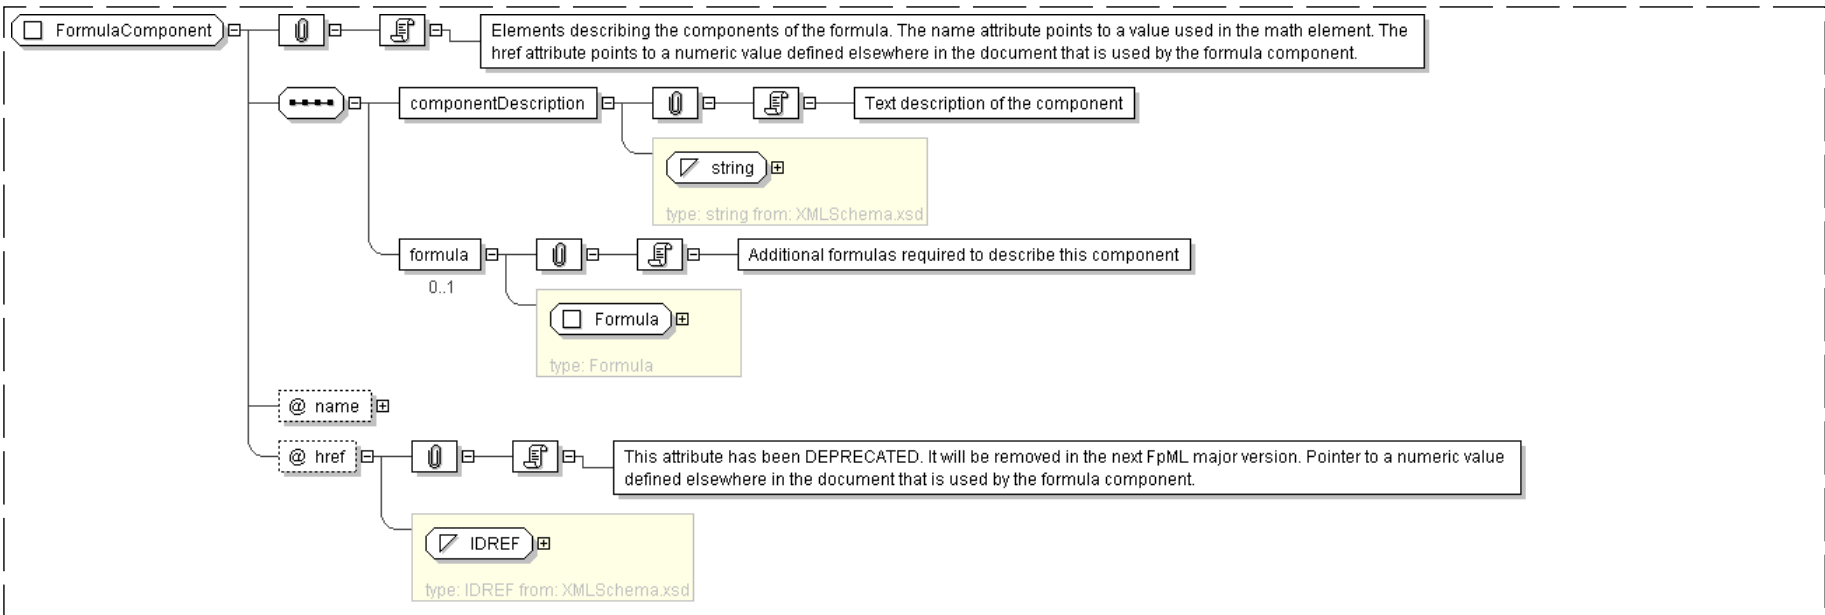 FormulaComponent
Elements describing the components of the formula. The name attribute points to a value used in the math element. The
href attribute points to a numeric value defined elsewhere in the document that is used by the formula component.
componentDescription
Text description of the component
string
type: string from: XMLSchema.xsd
formula
Additional formulas required to describe this component
0..1
Formula
type: Formula
@ name
@ href
This attribute has been DEPRECATED. It will be removed in the next FpML major version. Pointer to a numeric value
defined elsewhere in the document that is used by the formula component.
IDREF
type: IDREF from: XMLSchema.xsd